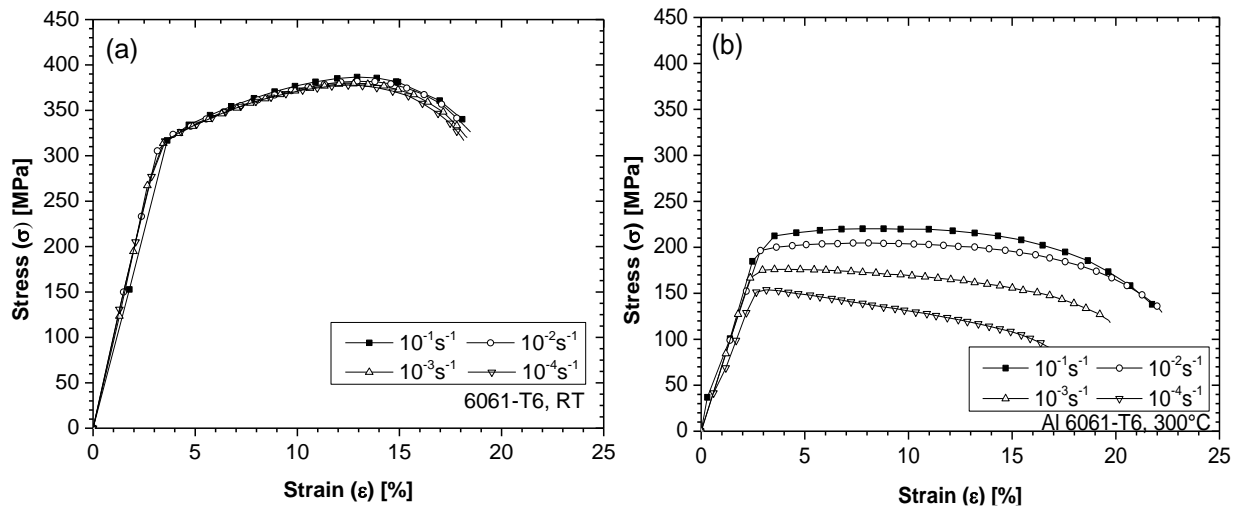 (a)
450
400
350
300
250
200
150
100
50
0
Stress (σ) [MPa]
10⁻¹s⁻¹ 10⁻²s⁻¹
10⁻³s⁻¹ 10⁻⁴s⁻¹
6061-T6, RT
0 5 10 15 20 25
Strain (ε) [%]
(b)
450
400
350
300
250
200
150
100
50
0
Stress (σ) [MPa]
10⁻¹s⁻¹ 10⁻²s⁻¹
10⁻³s⁻¹ 10⁻⁴s⁻¹
Al 6061-T6, 300°C
0 5 10 15 20 25
Strain (ε) [%]